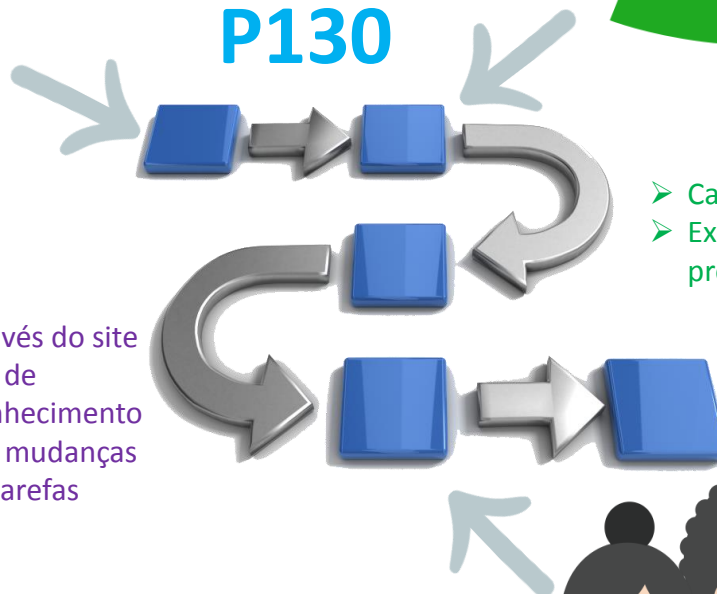 P130
➢ Ca
➢ Ex
pr
vés do site
de
hecimento
mudanças
arefas